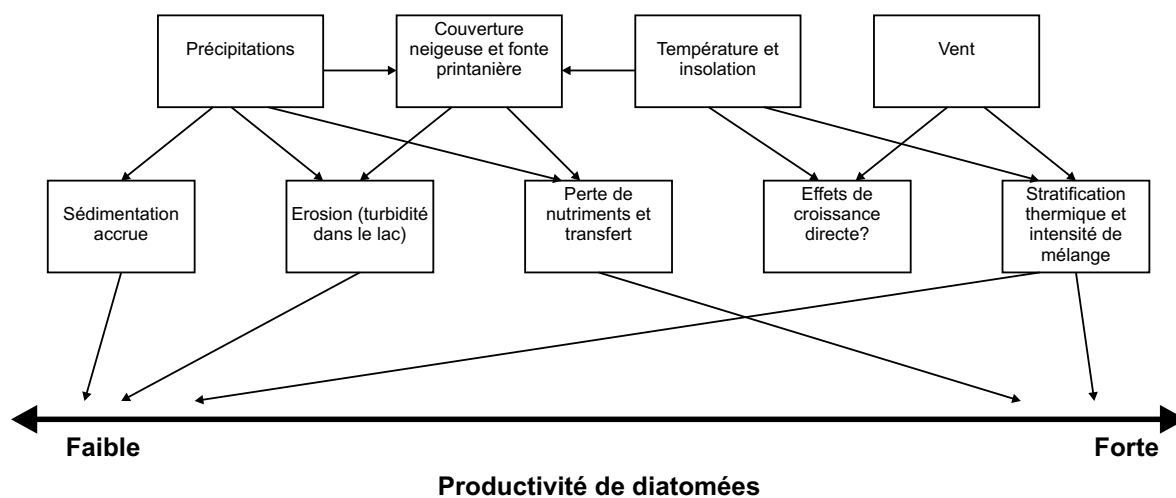 Précipitations
Couverture
neigeuse et fonte
printanière
Température et
insolation
Vent
Sédimentation
accrue
Erosion (turbidité
dans le lac)
Perte de
nutriments et
transfert
Effets de
croissance
directe?
Stratification
thermique et
intensité de
mélange
Faible
Forte
Productivité de diatomées